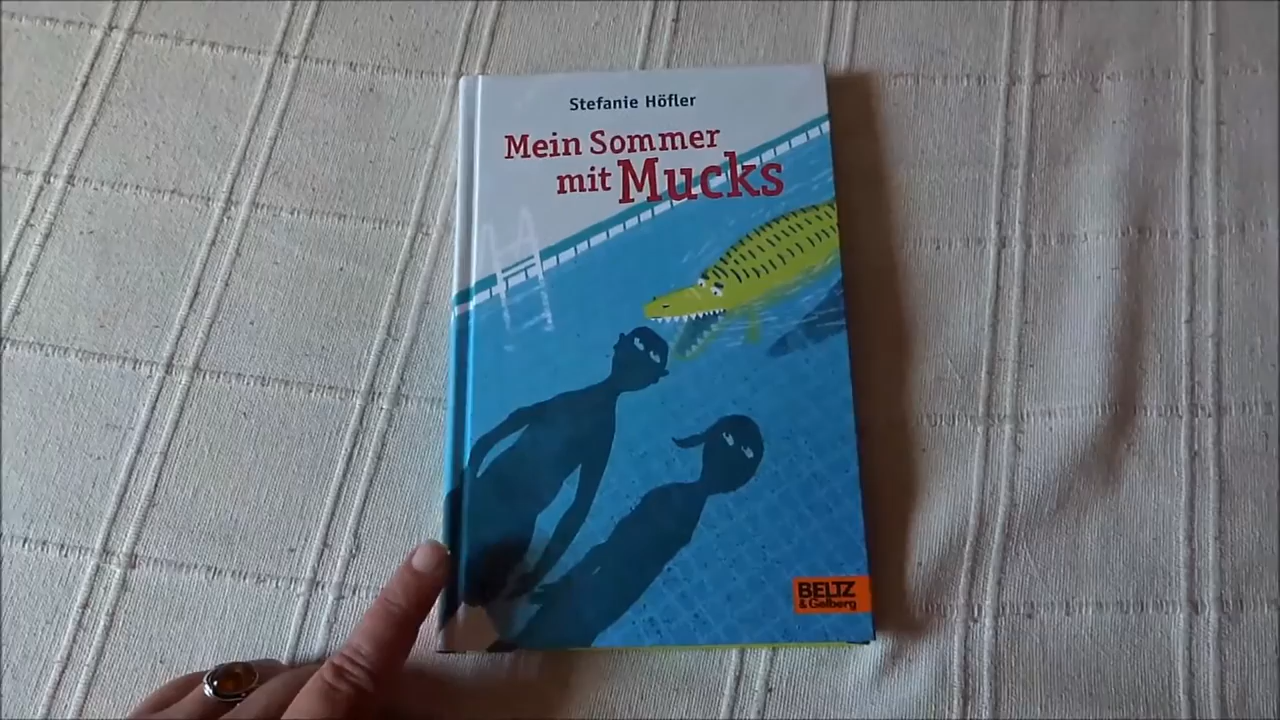 Stefanie Höfler
Mein Sommer
mit Mucks
BELTZ
& Gelberg